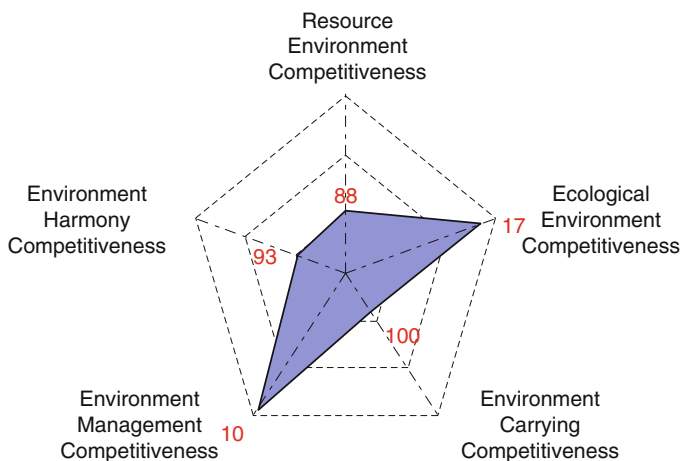 Resource
Environment
Competitiveness
88
Environment
Harmony
Competitiveness
93
Ecological
Environment
Competitiveness
17
100
Environment
Management
Competitiveness
10
Environment
Carrying
Competitiveness